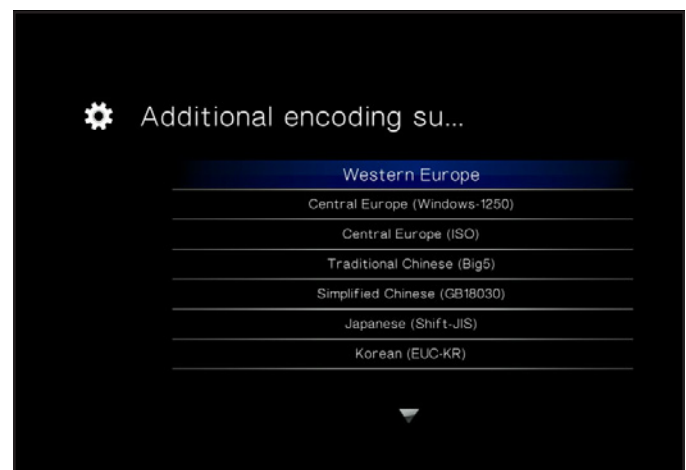 Additional encoding su...
Western Europe
Central Europe (Windows-1250)
Central Europe (ISO)
Traditional Chinese (Big5)
Simplified Chinese (GB18030)
Japanese (Shift-JIS)
Korean (EUC-KR)